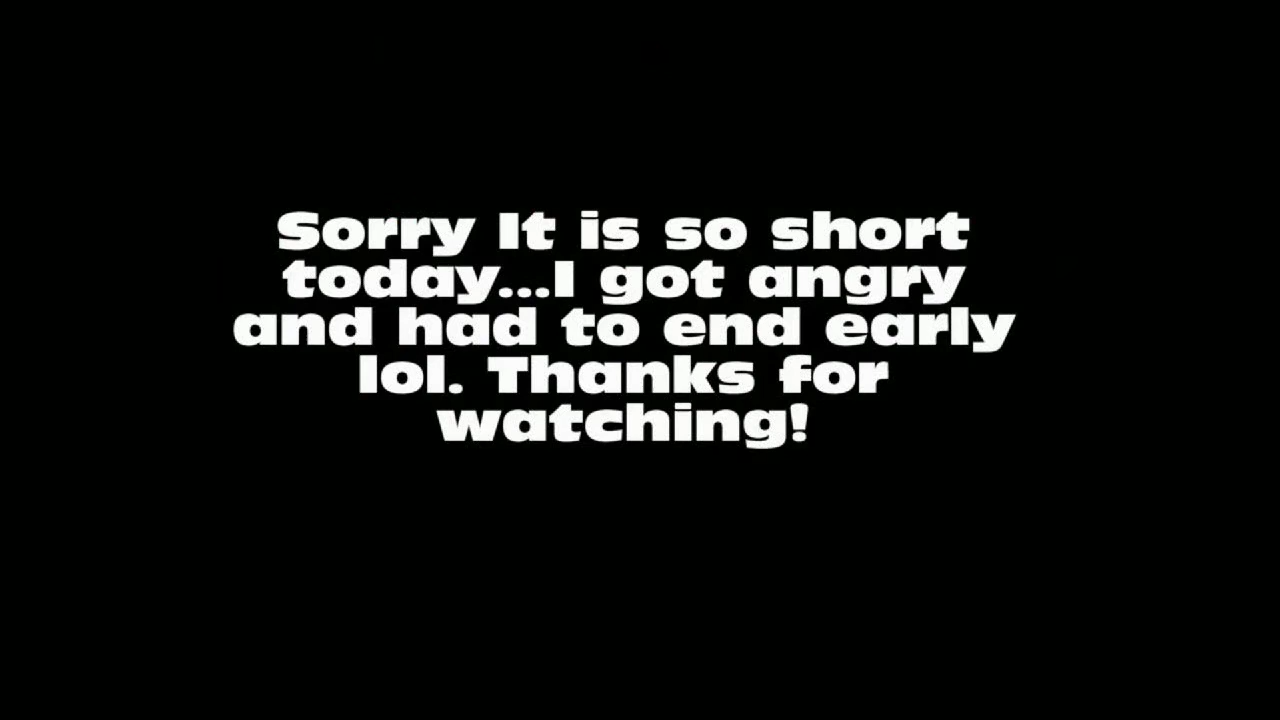 Sorry It is so short
today...I got angry
and had to end early
lol. Thanks for
watching!